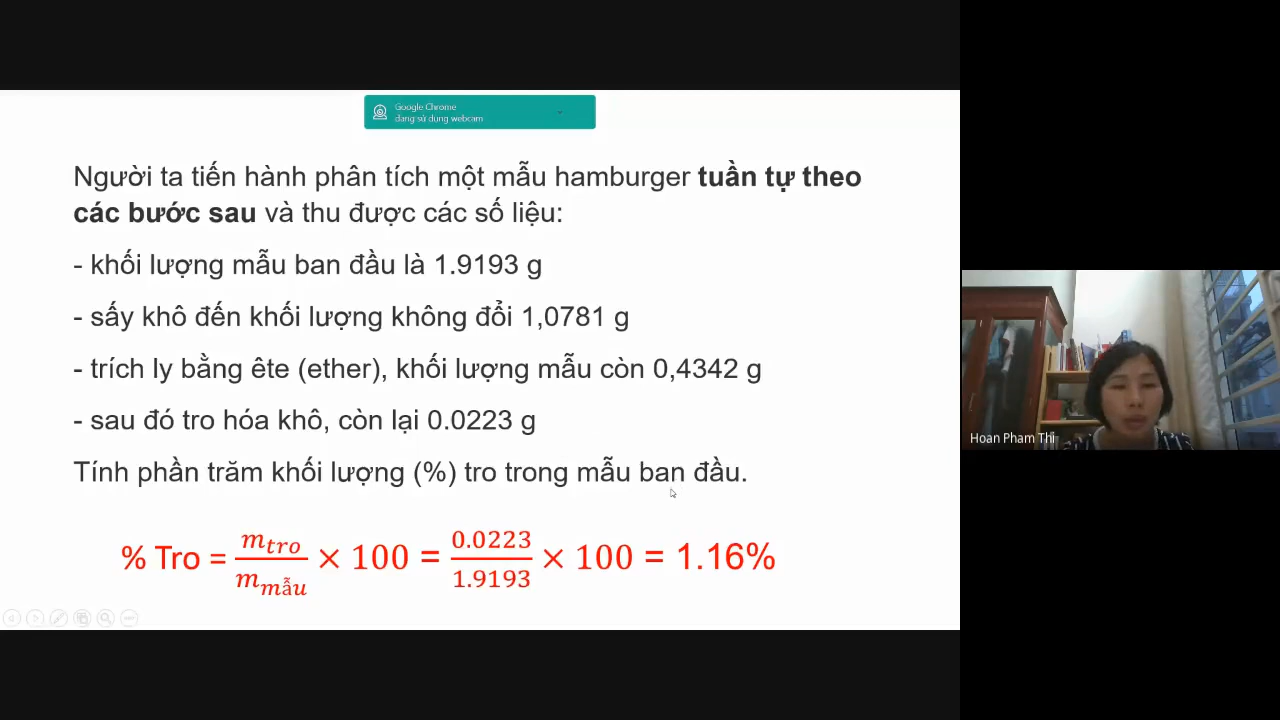 Google Chrome
đang sử dụng webcam
Người ta tiến hành phân tích một mẫu hamburger tuần tự theo
các bước sau và thu được các số liệu:
- khối lượng mẫu ban đầu là 1.9193 g
- sấy khô đến khối lượng không đổi 1,0781 g
- trích ly bằng ête (ether), khối lượng mẫu còn 0,4342 g
- sau đó tro hóa khô, còn lại 0.0223 g
Tính phần trăm khối lượng (%) tro trong mẫu ban đầu.
% Tro = m_tro / m_mẫu × 100 = 0.0223 / 1.9193 × 100 = 1.16%
Hoan Pham Thi